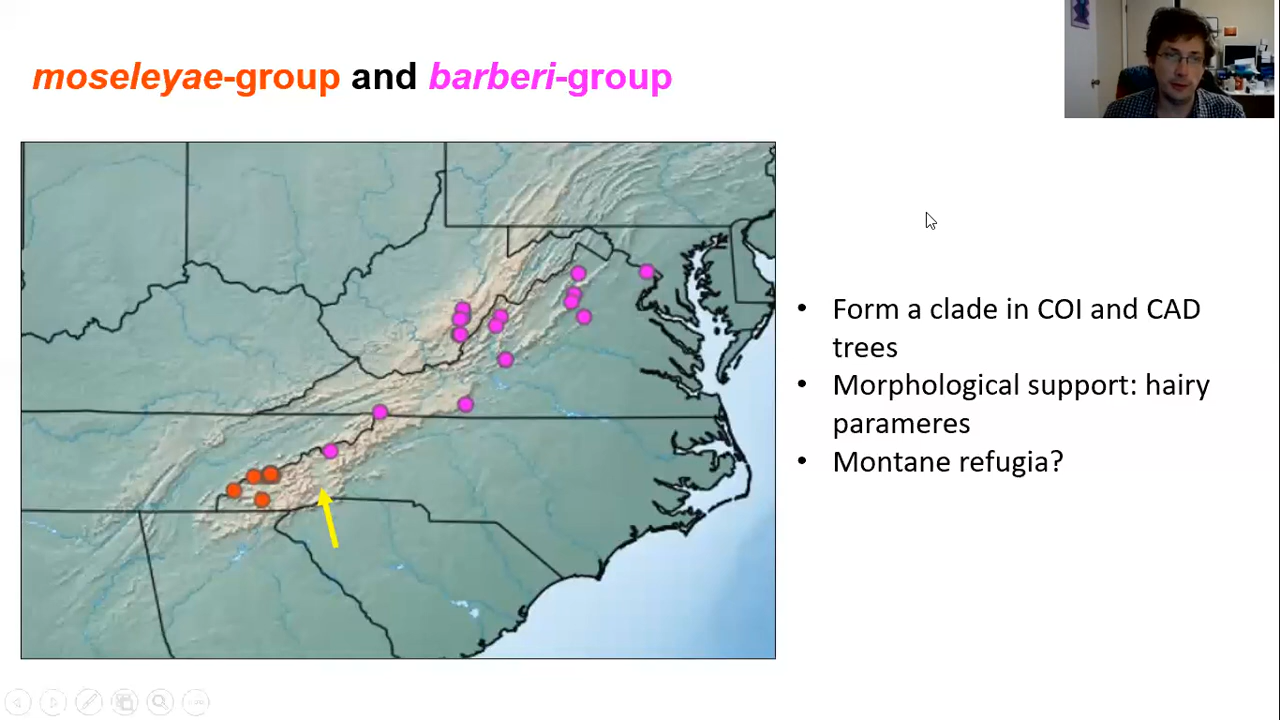 moseleyae-group and barberi-group
• Form a clade in COI and CAD
trees
• Morphological support: hairy
parameres
• Montane refugia?